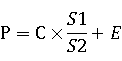 P = C × S1/S2 + E